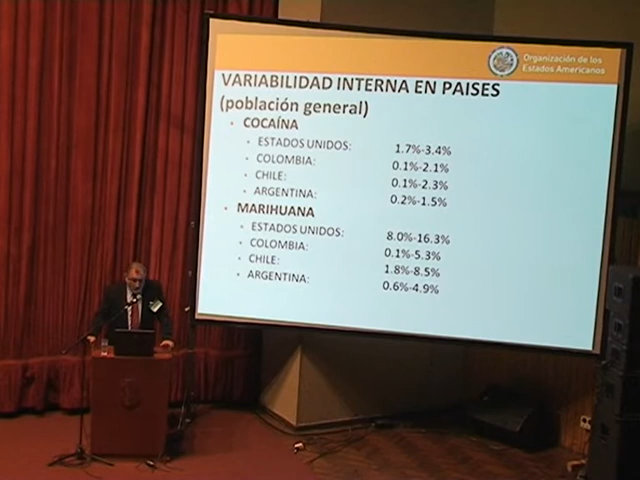 Organización de los
Estados Americanos
VARIABILIDAD INTERNA EN PAISES
(población general)
• COCAÍNA
• ESTADOS UNIDOS: 1.7%-3.4%
• COLOMBIA: 0.1%-2.1%
• CHILE: 0.1%-2.3%
• ARGENTINA: 0.2%-1.5%
• MARIHUANA
• ESTADOS UNIDOS: 8.0%-16.3%
• COLOMBIA: 0.1%-5.3%
• CHILE: 1.8%-8.5%
• ARGENTINA: 0.6%-4.9%